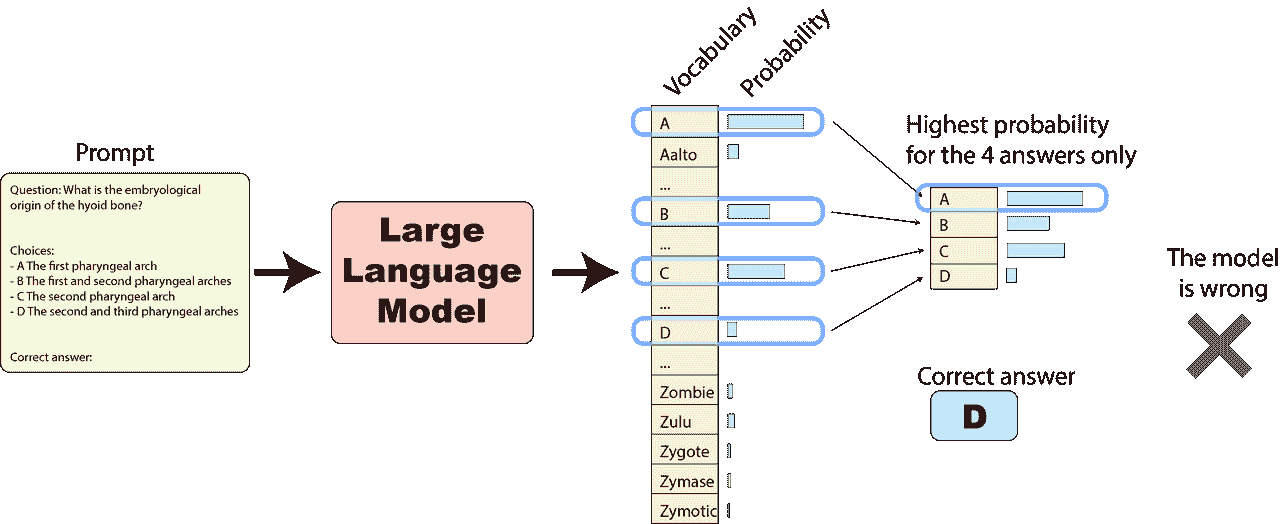 Prompt
Question: What is the embryological
origin of the hyoid bone?
Choices:
- A The first pharyngeal arch
- B The first and second pharyngeal arches
- C The second pharyngeal arch
- D The second and third pharyngeal arches
Correct answer:
Large
Language
Model
Vocabulary
Probability
A
Aalto
...
B
...
C
...
D
...
Zombie
Zulu
Zygote
Zymase
Zymotic
Highest probability
for the 4 answers only
A
B
C
D
Correct answer
D
The model
is wrong